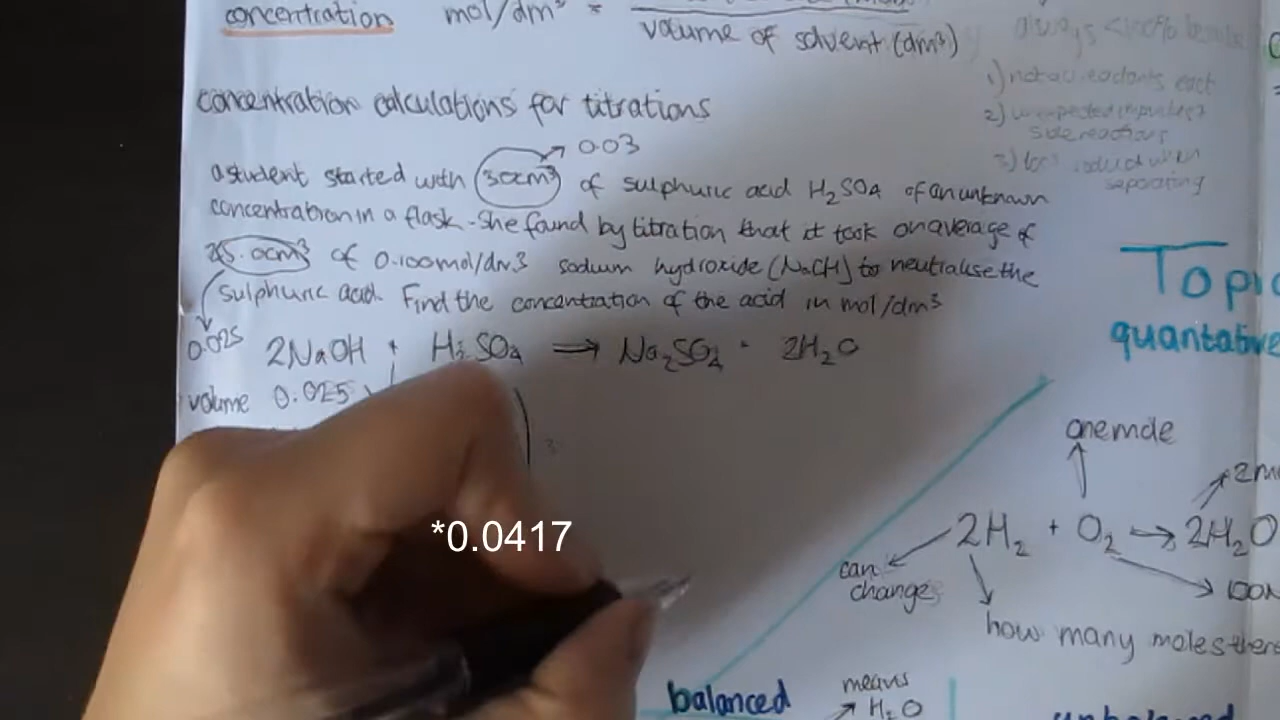 concentration mol/dm³ =
volume of solvent (dm³)
always <100% because
1) not all reactants react
2) unexpected impurities?
side reactions
3) loss product when
separating
concentration calculations for titrations
→ 0.03
a student started with 30cm³ of sulphuric acid H₂SO₄ of an unknown
concentration in a flask - she found by titration that it took on average of
25.0cm³ of 0.100mol/dm3 sodium hydroxide (NaOH) to neutralise the
sulphuric acid. Find the concentration of the acid in mol/dm³
0.025
2NaOH + H₂SO₄ → Na₂SO₄ + 2H₂O
volume 0.025
*0.0417
Topic
quantative
one mole
2H₂ + O₂ → 2H₂O
can
change
how many moles there
balanced
means
→ H₂O